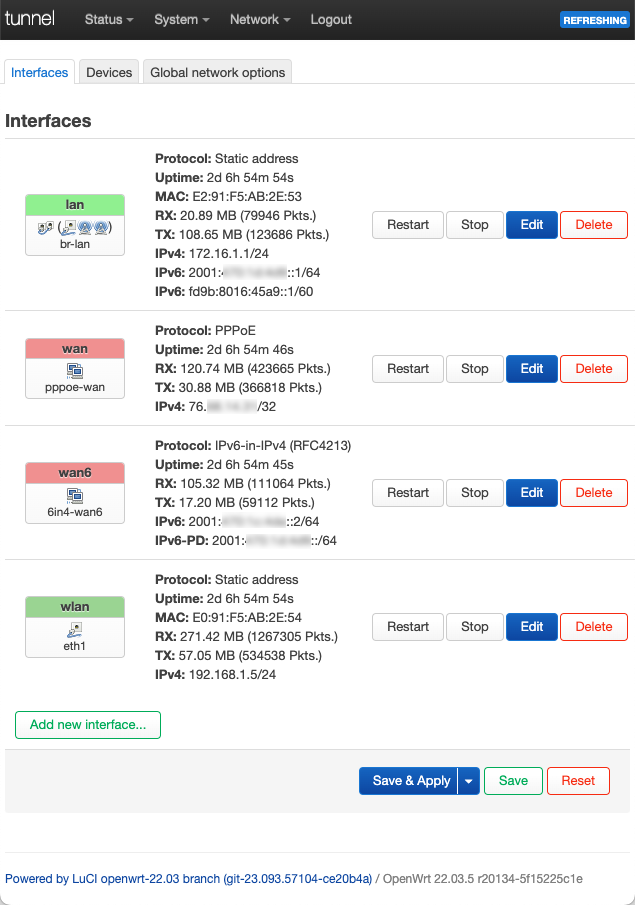 tunnel Status System Network Logout REFRESHING
Interfaces Devices Global network options
Interfaces
lan
br-lan
Protocol: Static address
Uptime: 2d 6h 54m 54s
MAC: E2:91:F5:AB:2E:53
RX: 20.89 MB (79946 Pkts.)
TX: 108.65 MB (123686 Pkts.)
IPv4: 172.16.1.1/24
IPv6: 2001: ::1/64
IPv6: fd9b:8016:45a9::1/60
Restart Stop Edit Delete
wan
pppoe-wan
Protocol: PPPoE
Uptime: 2d 6h 54m 46s
RX: 120.74 MB (423665 Pkts.)
TX: 30.88 MB (366818 Pkts.)
IPv4: 76. /32
Restart Stop Edit Delete
wan6
6in4-wan6
Protocol: IPv6-in-IPv4 (RFC4213)
Uptime: 2d 6h 54m 45s
RX: 105.32 MB (111064 Pkts.)
TX: 17.20 MB (59112 Pkts.)
IPv6: 2001: ::2/64
IPv6-PD: 2001: ::/64
Restart Stop Edit Delete
wlan
eth1
Protocol: Static address
Uptime: 2d 6h 54m 54s
MAC: E0:91:F5:AB:2E:54
RX: 271.42 MB (1267305 Pkts.)
TX: 57.05 MB (534538 Pkts.)
IPv4: 192.168.1.5/24
Restart Stop Edit Delete
Add new interface...
Save & Apply Save Reset
Powered by LuCI openwrt-22.03 branch (git-23.093.57104-ce20b4a) / OpenWrt 22.03.5 r20134-5f15225c1e